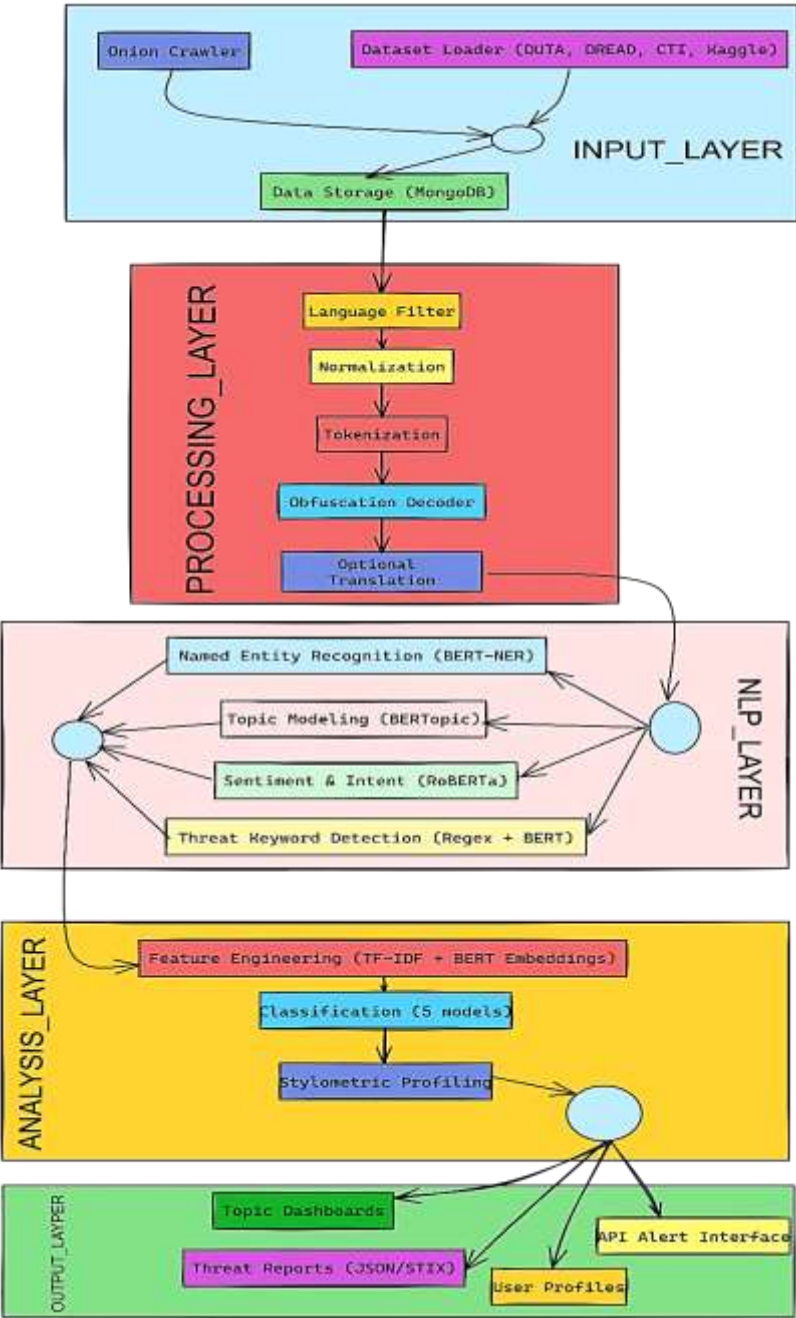 Onion Crawler
Dataset Loader (DUTA, DREAD, CTI, Kaggle)
INPUT_LAYER
Data Storage (MongoDB)
PROCESSING_LAYER
Language Filter
Normalization
Tokenization
Obfuscation Decoder
Optional
Translation
NLP_LAYER
Named Entity Recognition (BERT-NER)
Topic Modeling (BERTopic)
Sentiment & Intent (RoBERTa)
Threat Keyword Detection (Regex + BERT)
ANALYSIS_LAYER
Feature Engineering (TF-IDF + BERT Embeddings)
Classification (5 models)
Stylometric Profiling
OUTPUT_LAYPER
Topic Dashboards
API Alert Interface
Threat Reports (JSON/STIX)
User Profiles